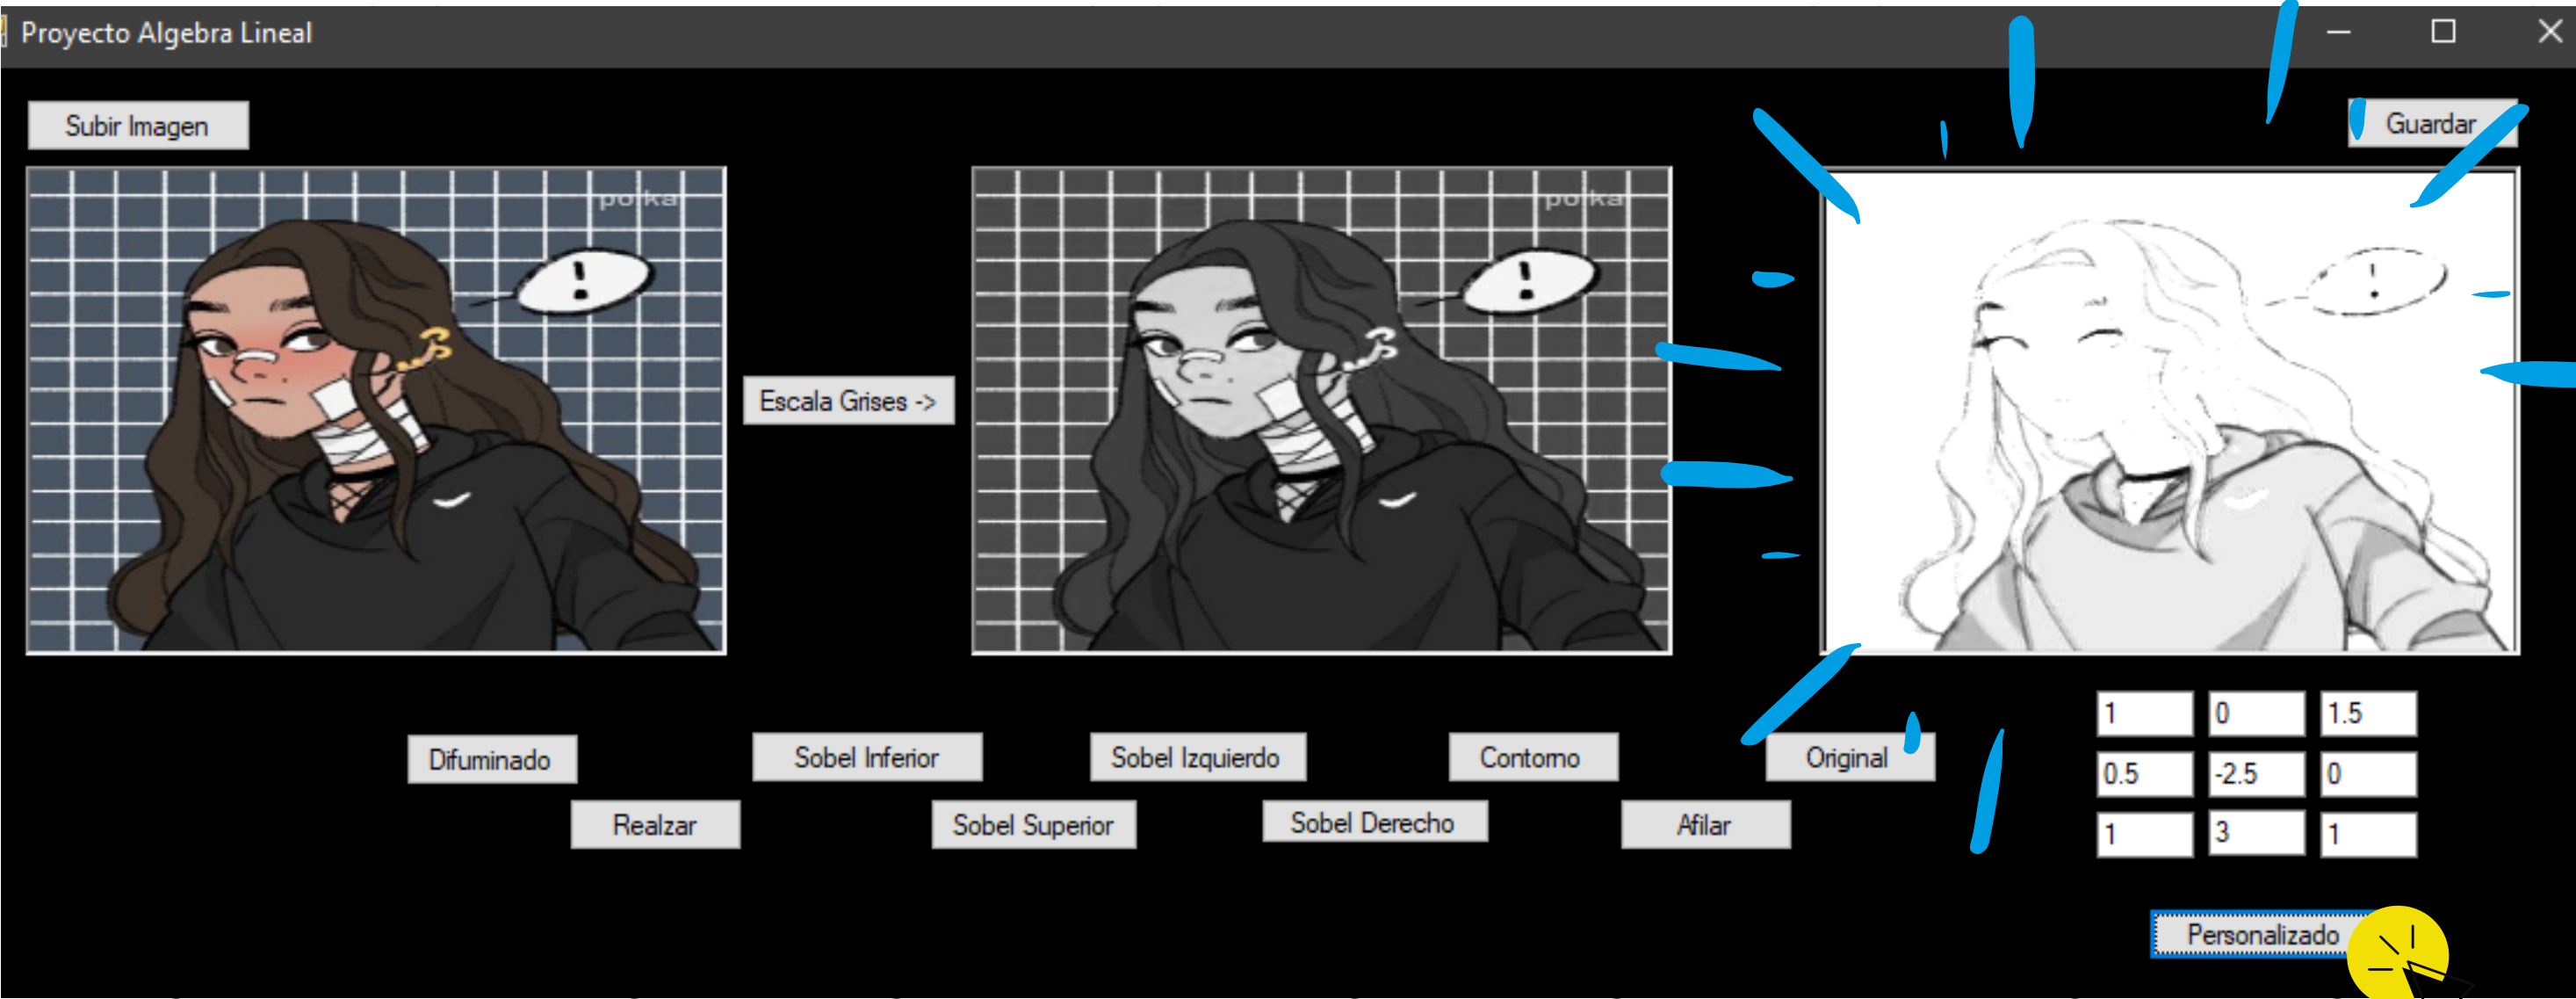 Proyecto Algebra Lineal
Subir Imagen
Guardar
polka
!
polka
!
!
Escala Grises ->
1 0 1.5
Difuminado
Sobel Inferior
Sobel Izquierdo
Contorno
Original
0.5 -2.5 0
Realzar
Sobel Superior
Sobel Derecho
Afilar
1 3 1
Personalizado